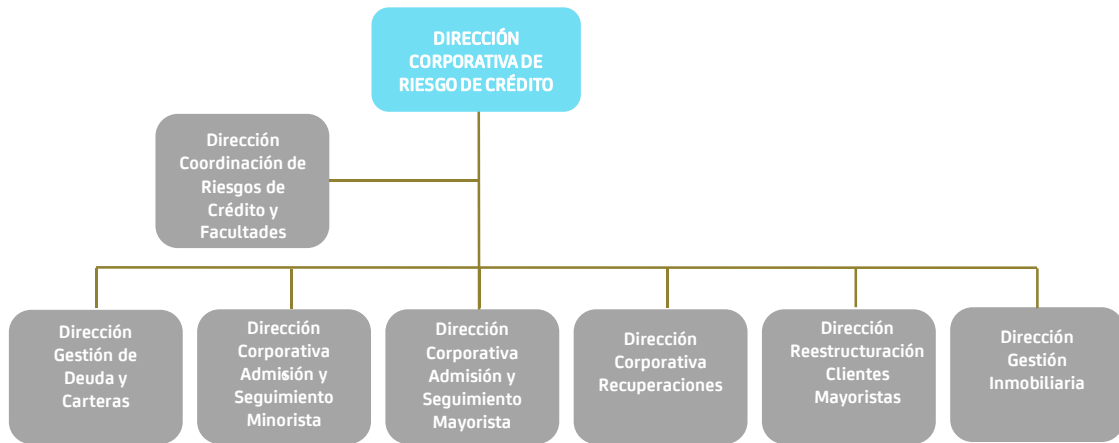 DIRECCIÓN
CORPORATIVA DE
RIESGO DE CRÉDITO
Dirección
Coordinación de
Riesgos de
Crédito y
Facultades
Dirección
Gestión de
Deuda y
Carteras
Dirección
Corporativa
Admisión y
Seguimiento
Minorista
Dirección
Corporativa
Admisión y
Seguimiento
Mayorista
Dirección
Corporativa
Recuperaciones
Dirección
Reestructuración
Clientes
Mayoristas
Dirección
Gestión
Inmobiliaria